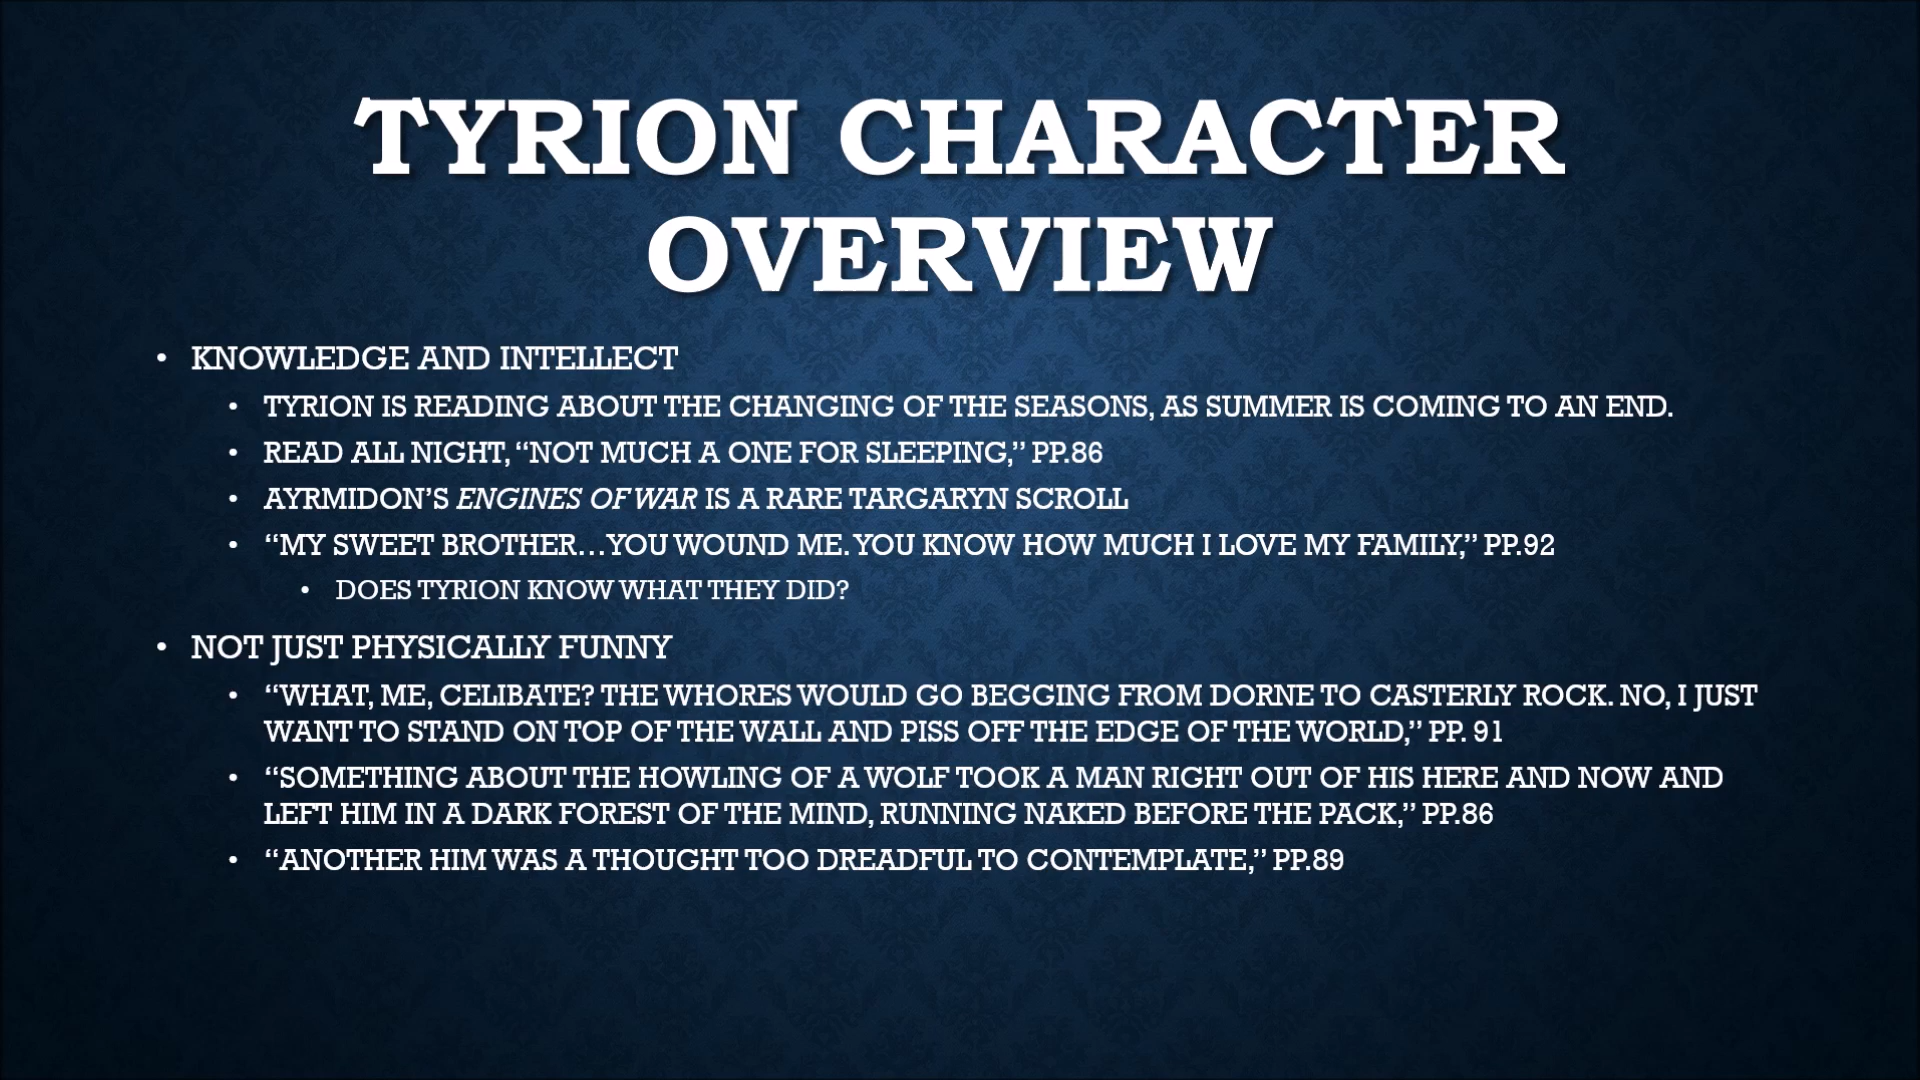 TYRION CHARACTER
OVERVIEW
• KNOWLEDGE AND INTELLECT
• TYRION IS READING ABOUT THE CHANGING OF THE SEASONS, AS SUMMER IS COMING TO AN END.
• READ ALL NIGHT, “NOT MUCH A ONE FOR SLEEPING,” PP.86
• AYRMIDON’S ENGINES OF WAR IS A RARE TARGARYN SCROLL
• “MY SWEET BROTHER…YOU WOUND ME. YOU KNOW HOW MUCH I LOVE MY FAMILY,” PP.92
• DOES TYRION KNOW WHAT THEY DID?
• NOT JUST PHYSICALLY FUNNY
• “WHAT, ME, CELIBATE? THE WHORES WOULD GO BEGGING FROM DORNE TO CASTERLY ROCK. NO, I JUST
WANT TO STAND ON TOP OF THE WALL AND PISS OFF THE EDGE OF THE WORLD,” PP. 91
• “SOMETHING ABOUT THE HOWLING OF A WOLF TOOK A MAN RIGHT OUT OF HIS HERE AND NOW AND
LEFT HIM IN A DARK FOREST OF THE MIND, RUNNING NAKED BEFORE THE PACK,” PP.86
• “ANOTHER HIM WAS A THOUGHT TOO DREADFUL TO CONTEMPLATE,” PP.89